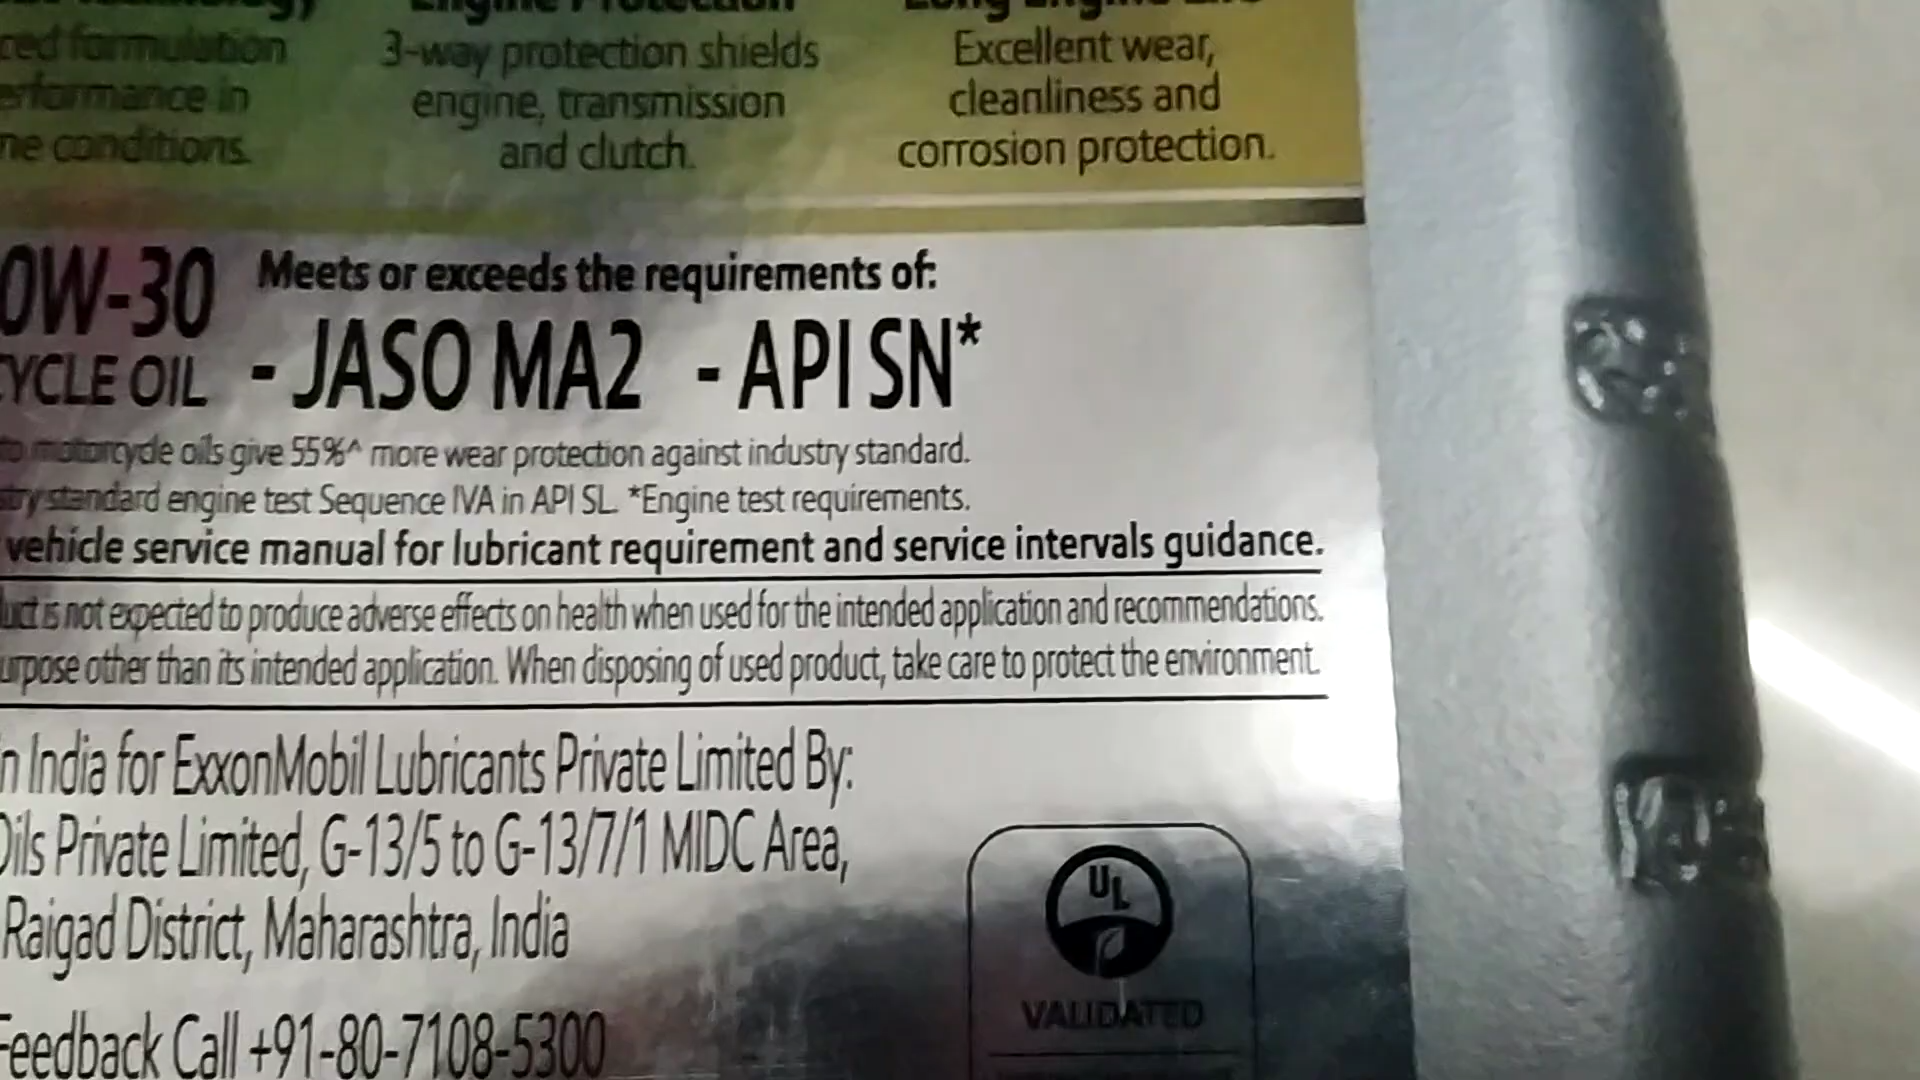 Engine Protection
Long Engine Life
formulation
3-way protection shields
Excellent wear,
in
engine, transmission
cleanliness and
conditions.
and clutch.
corrosion protection.
0W-30
Meets or exceeds the requirements of:
YCLE OIL
- JASO MA2 - API SN*
motorcycle oils give 55%^ more wear protection against industry standard.
standard engine test Sequence IVA in API SL. *Engine test requirements.
vehicle service manual for lubricant requirement and service intervals guidance.
is not expected to produce adverse effects on health when used for the intended application and recommendations.
other than its intended application. When disposing of used product, take care to protect the environment.
India for ExxonMobil Lubricants Private Limited By:
Oils Private Limited, G-13/5 to G-13/7/1 MIDC Area,
Raigad District, Maharashtra, India
UL
VALIDATED
Feedback Call +91-80-7108-5300